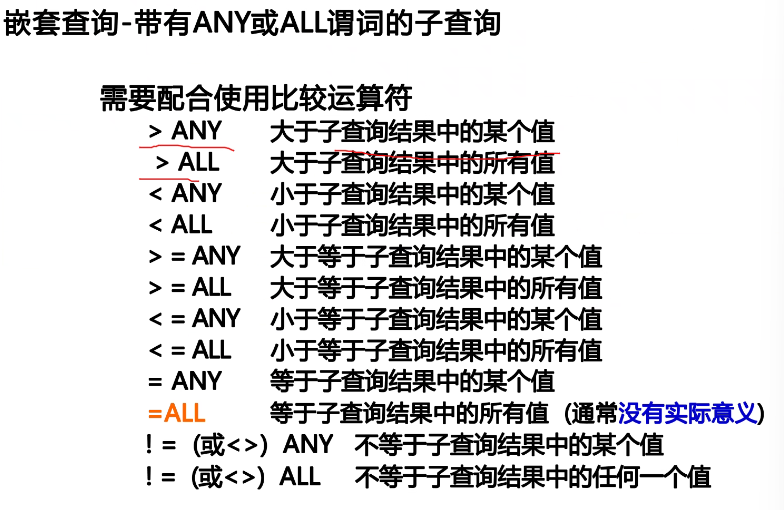 嵌套查询-带有ANY或ALL谓词的子查询
需要配合使用比较运算符
> ANY 大于子查询结果中的某个值
> ALL 大于子查询结果中的所有值
< ANY 小于子查询结果中的某个值
< ALL 小于子查询结果中的所有值
> = ANY 大于等于子查询结果中的某个值
> = ALL 大于等于子查询结果中的所有值
< = ANY 小于等于子查询结果中的某个值
< = ALL 小于等于子查询结果中的所有值
= ANY 等于子查询结果中的某个值
=ALL 等于子查询结果中的所有值（通常没有实际意义）
! =（或<>）ANY 不等于子查询结果中的某个值
! =（或<>）ALL 不等于子查询结果中的任何一个值